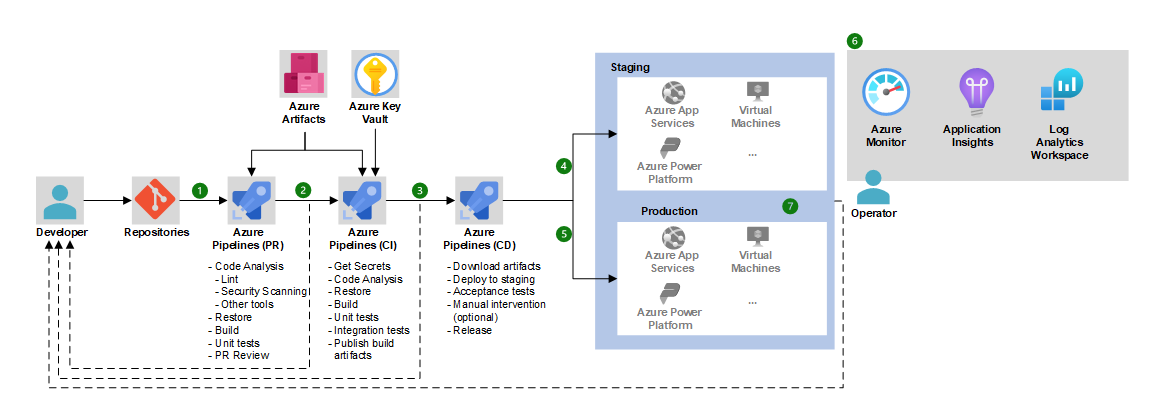 6
Staging
Azure App
Services
Virtual
Machines
Azure Power
Platform
...
Azure
Monitor
Application
Insights
Log
Analytics
Workspace
Azure
Artifacts
Azure Key
Vault
1
2
3
4
5
7
Developer
Repositories
Azure
Pipelines (PR)
- Code Analysis
- Lint
- Security Scanning
- Other tools
- Restore
- Build
- Unit tests
- PR Review
Azure
Pipelines (CI)
- Get Secrets
- Code Analysis
- Restore
- Build
- Unit tests
- Integration tests
- Publish build
artifacts
Azure
Pipelines (CD)
- Download artifacts
- Deploy to staging
- Acceptance tests
- Manual intervention
(optional)
- Release
Production
Azure App
Services
Virtual
Machines
Azure Power
Platform
...
Operator